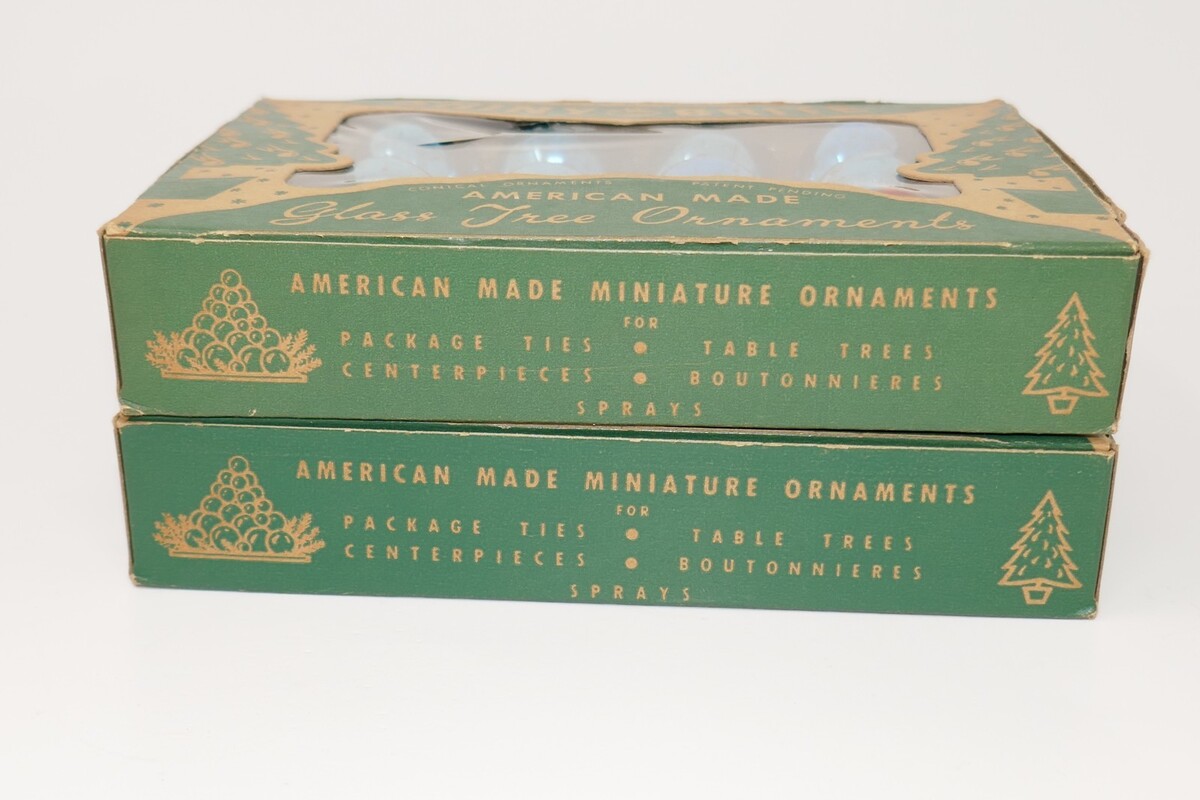 CONICAL ORNAMENTS PATENT PENDING
AMERICAN MADE
Glass Tree Ornaments
AMERICAN MADE MINIATURE ORNAMENTS
FOR
PACKAGE TIES • TABLE TREES
CENTERPIECES • BOUTONNIERES
SPRAYS
AMERICAN MADE MINIATURE ORNAMENTS
FOR
PACKAGE TIES • TABLE TREES
CENTERPIECES • BOUTONNIERES
SPRAYS